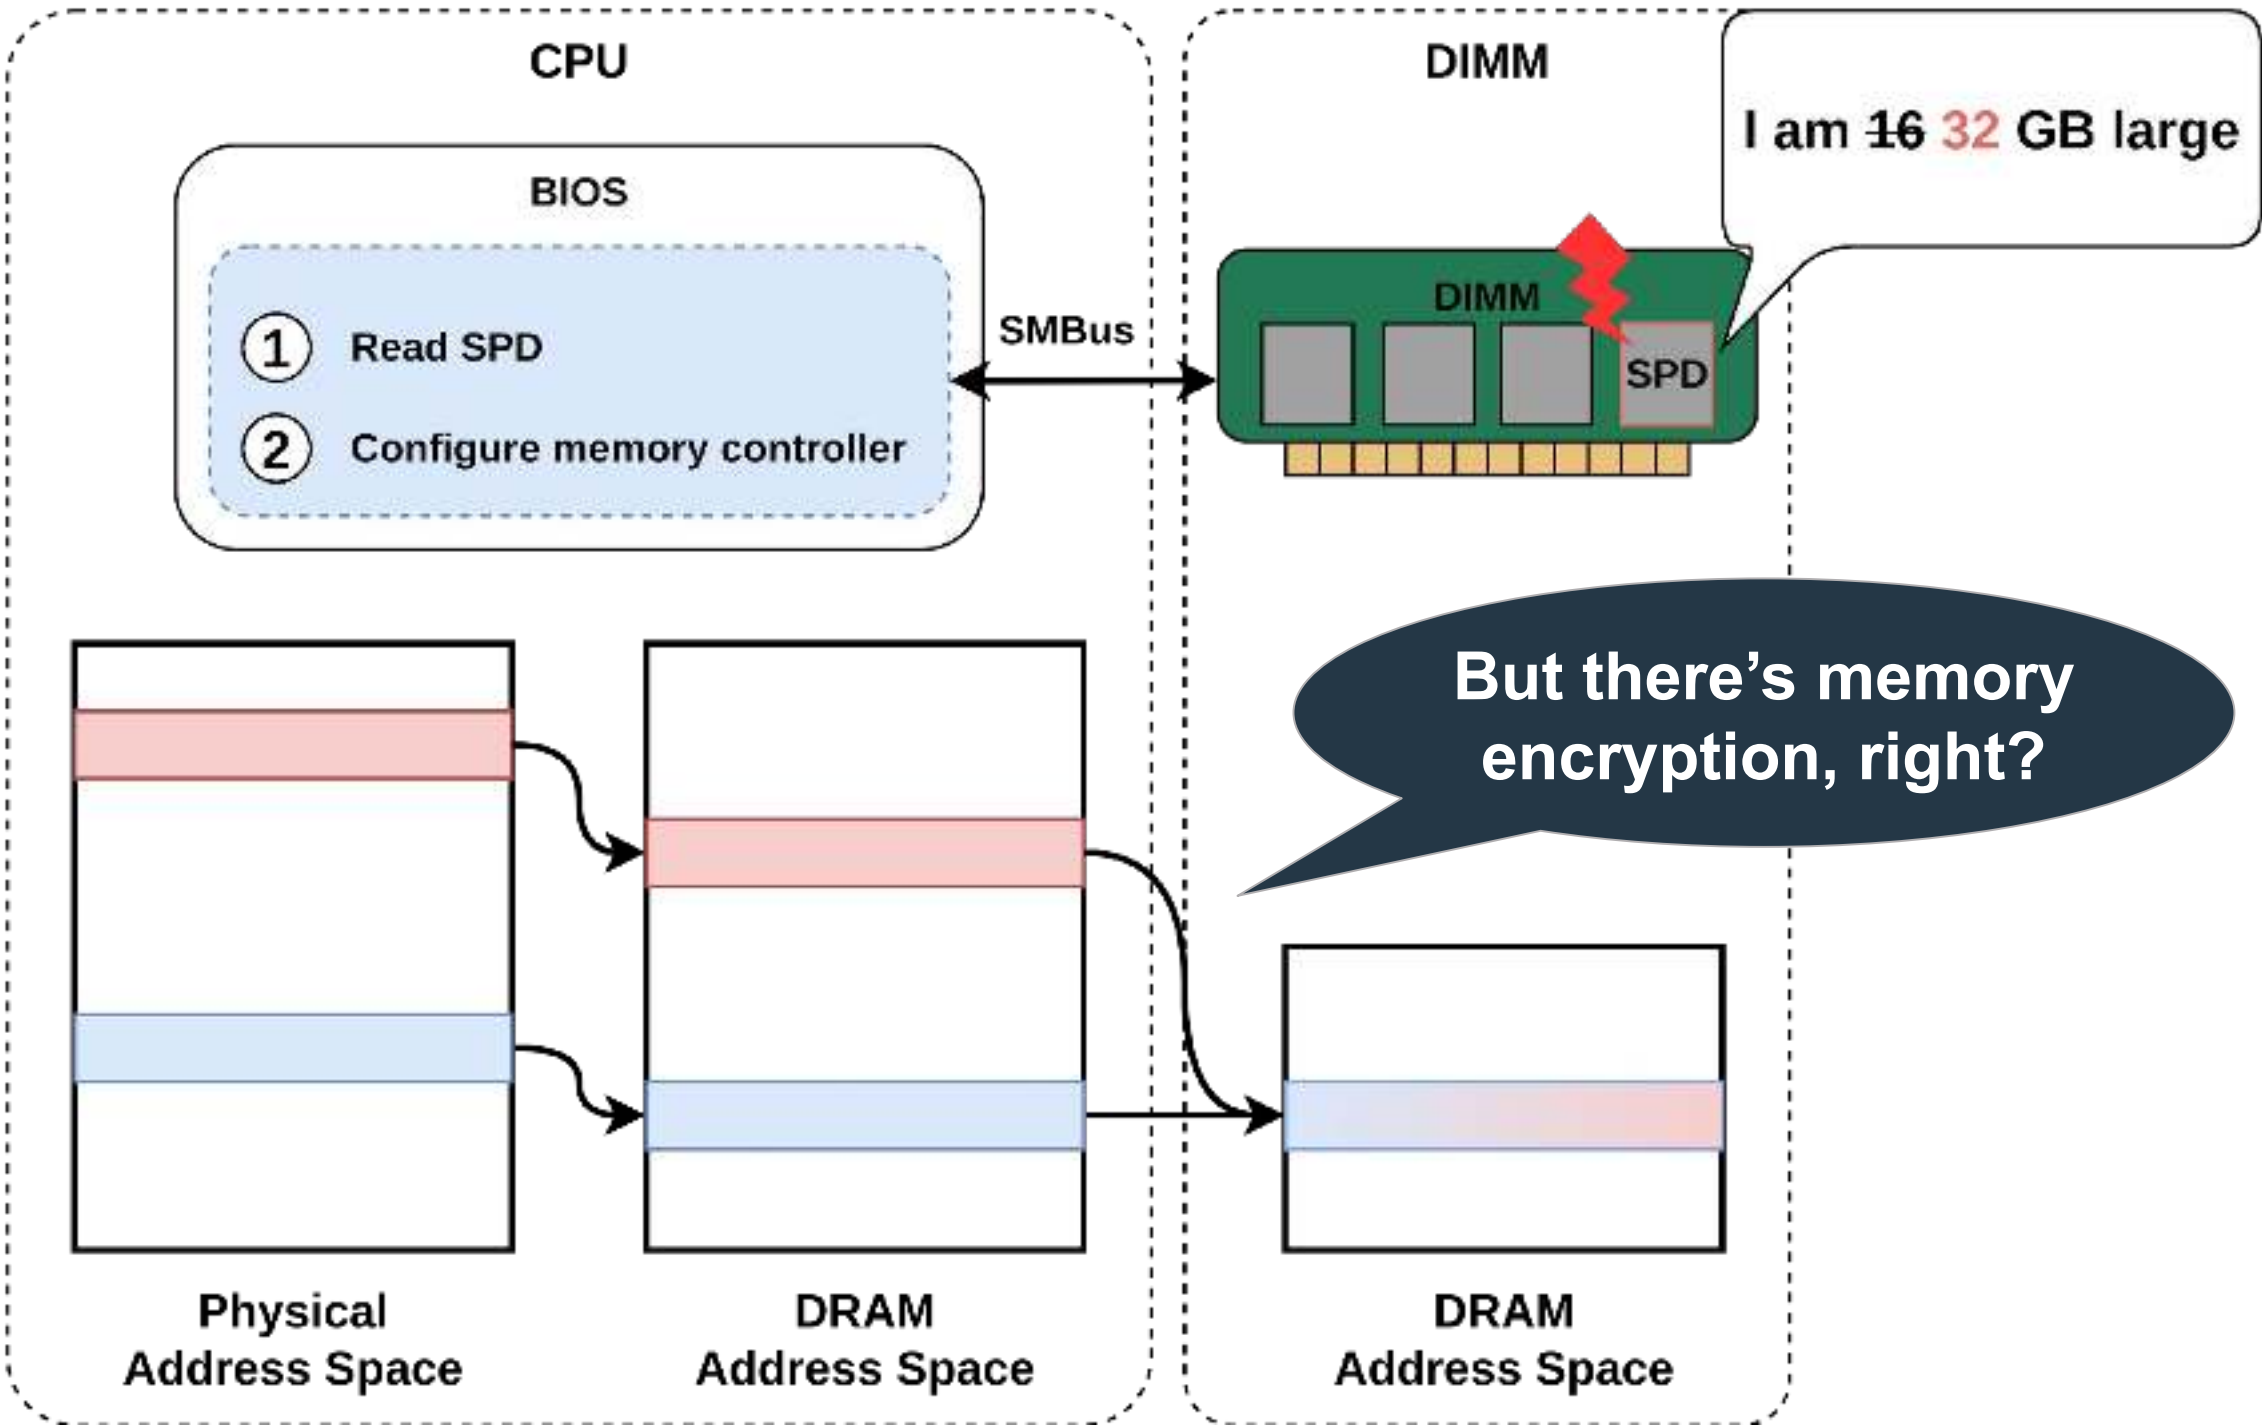 CPU
DIMM
I am 16 32 GB large
BIOS
1 Read SPD
2 Configure memory controller
SMBus
DIMM
SPD
But there’s memory
encryption, right?
Physical
Address Space
DRAM
Address Space
DRAM
Address Space